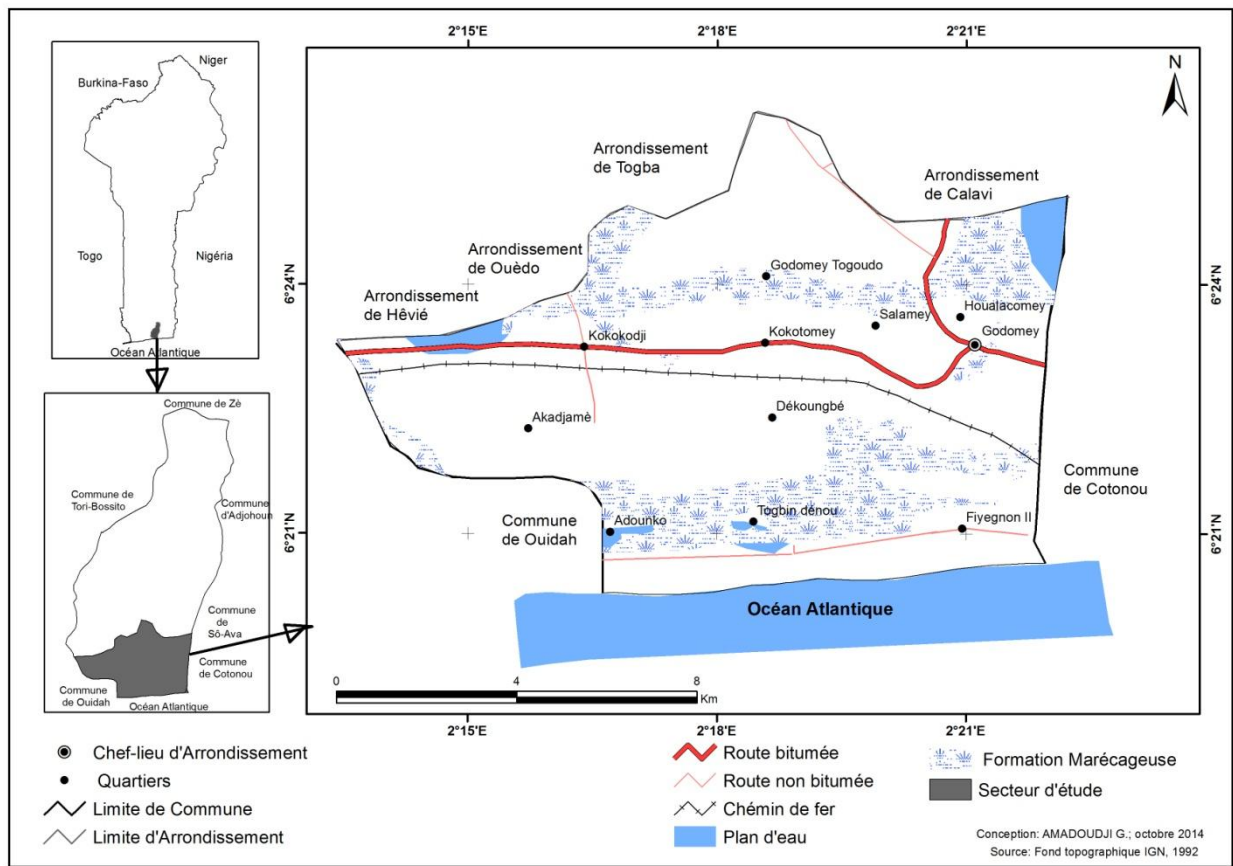 Niger
Burkina-Faso
Togo
Nigéria
Océan Atlantique
Commune de Zè
Commune de
Tori-Bossito
Commune
d'Adjohoun
Commune
de
Sô-Ava
Commune
de Cotonou
Commune
de Ouidah
Océan Atlantique
2°15'E
2°18'E
2°21'E
N
Arrondissement
de Togba
Arrondissement
de Calavi
Arrondissement
de Ouèdo
Arrondissement
de Hêvié
6°24'N
6°24'N
Godomey Togoudo
Salamey
Houalacomey
Godomey
Kokokodji
Kokotomey
Akadjamè
Dékoungbé
Commune
de Cotonou
Commune
de Ouidah
Adounko
Togbin dénou
Fiyegnon II
6°21'N
6°21'N
Océan Atlantique
0
4
8
Km
2°15'E
2°18'E
2°21'E
Chef-lieu d'Arrondissement
Quartiers
Limite de Commune
Limite d'Arrondissement
Route bitumée
Route non bitumée
Chémin de fer
Plan d'eau
Formation Marécageuse
Secteur d'étude
Conception: AMADOUDJI G.; octobre 2014
Source: Fond topographique IGN, 1992